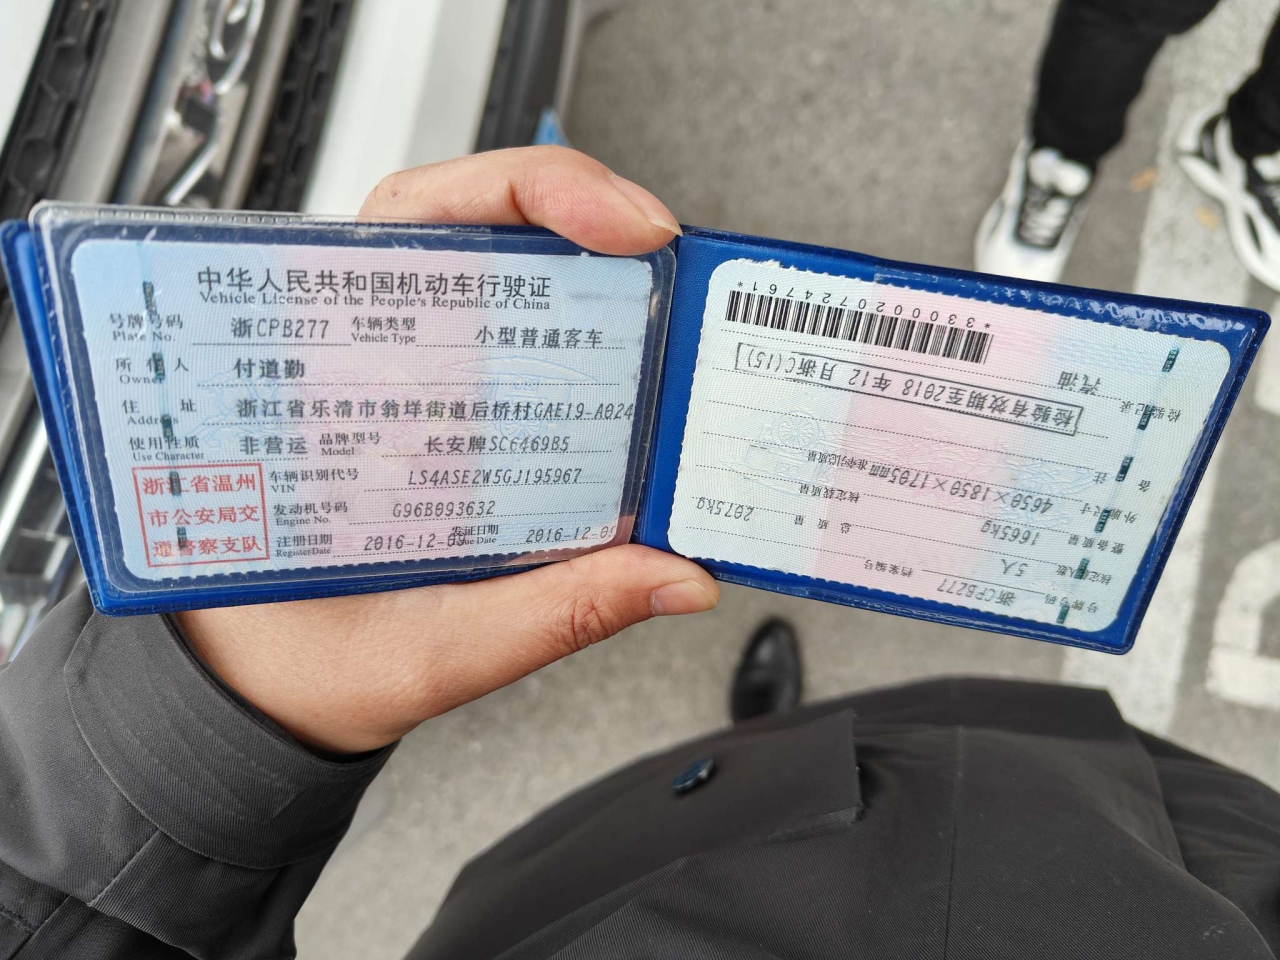 中华人民共和国机动车行驶证
Vehicle License of the People's Republic of China
号牌号码 浙CPB277 车辆类型 小型普通客车
Plate No. Vehicle Type
所有人 付道勤
Owner
住 址 浙江省乐清市翁垟街道后桥村GAE19-A024
Address
使用性质 非营运 品牌型号 长安牌SC6469B5
Use Character Model
浙江省温州
市公安局交
通警察支队
车辆识别代号 LS4ASE2W5GJ195967
VIN
发动机号码 G96B093632
Engine No.
注册日期 2016-12-09 发证日期 2016-12-09
Register Date Issue Date
号牌号码 浙CPB277 档案编号
核定载人数 5人 总质量 2075kg
整备质量 1665kg 核定载质量
外廓尺寸 4650×1850×1705mm 准牵引总质量
备 注
检验记录 检验有效期至2018年12月浙C(15)
汽油
*3300020724761*